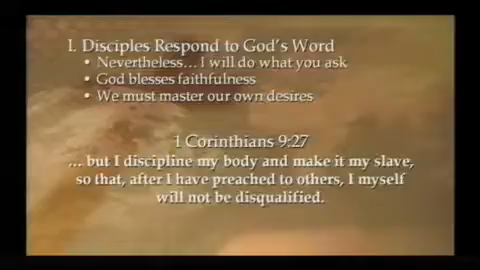 I. Disciples Respond to God's Word
• Nevertheless... I will do what you ask
• God blesses faithfulness
• We must master our own desires
1 Corinthians 9:27
... but I discipline my body and make it my slave,
so that, after I have preached to others, I myself
will not be disqualified.